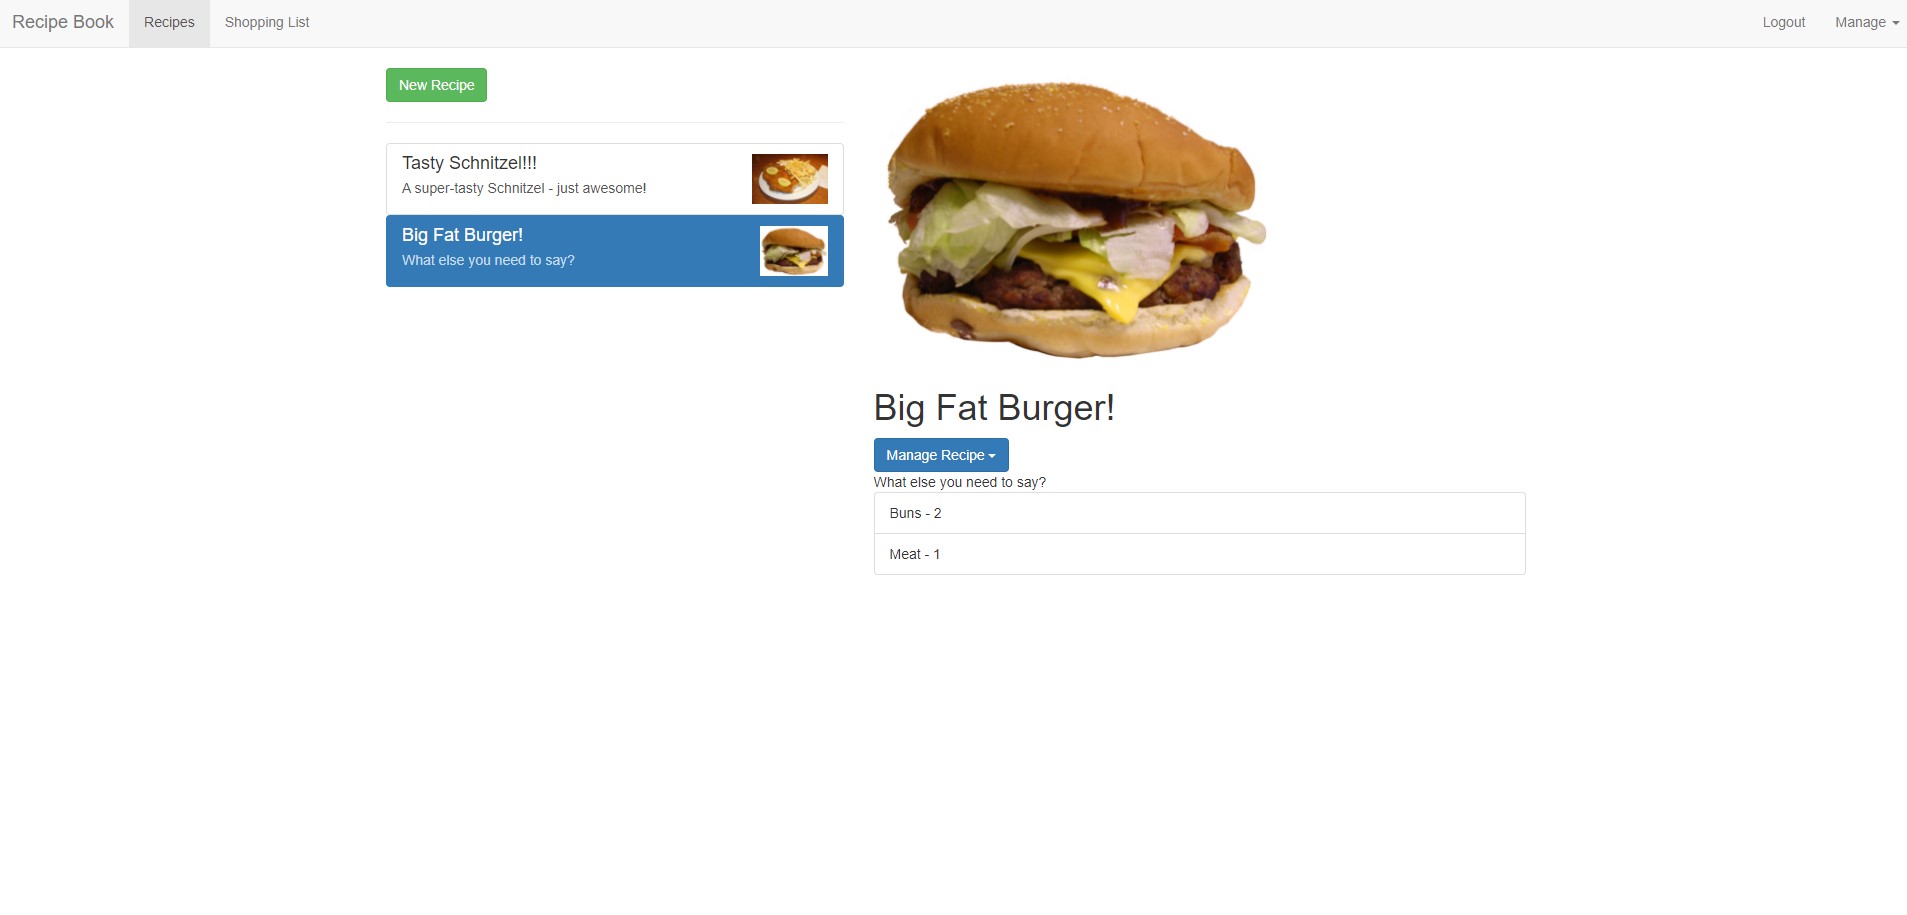 Recipe Book
Recipes
Shopping List
Logout
Manage
New Recipe
Tasty Schnitzel!!!
A super-tasty Schnitzel - just awesome!
Big Fat Burger!
What else you need to say?
Big Fat Burger!
Manage Recipe
What else you need to say?
Buns - 2
Meat - 1